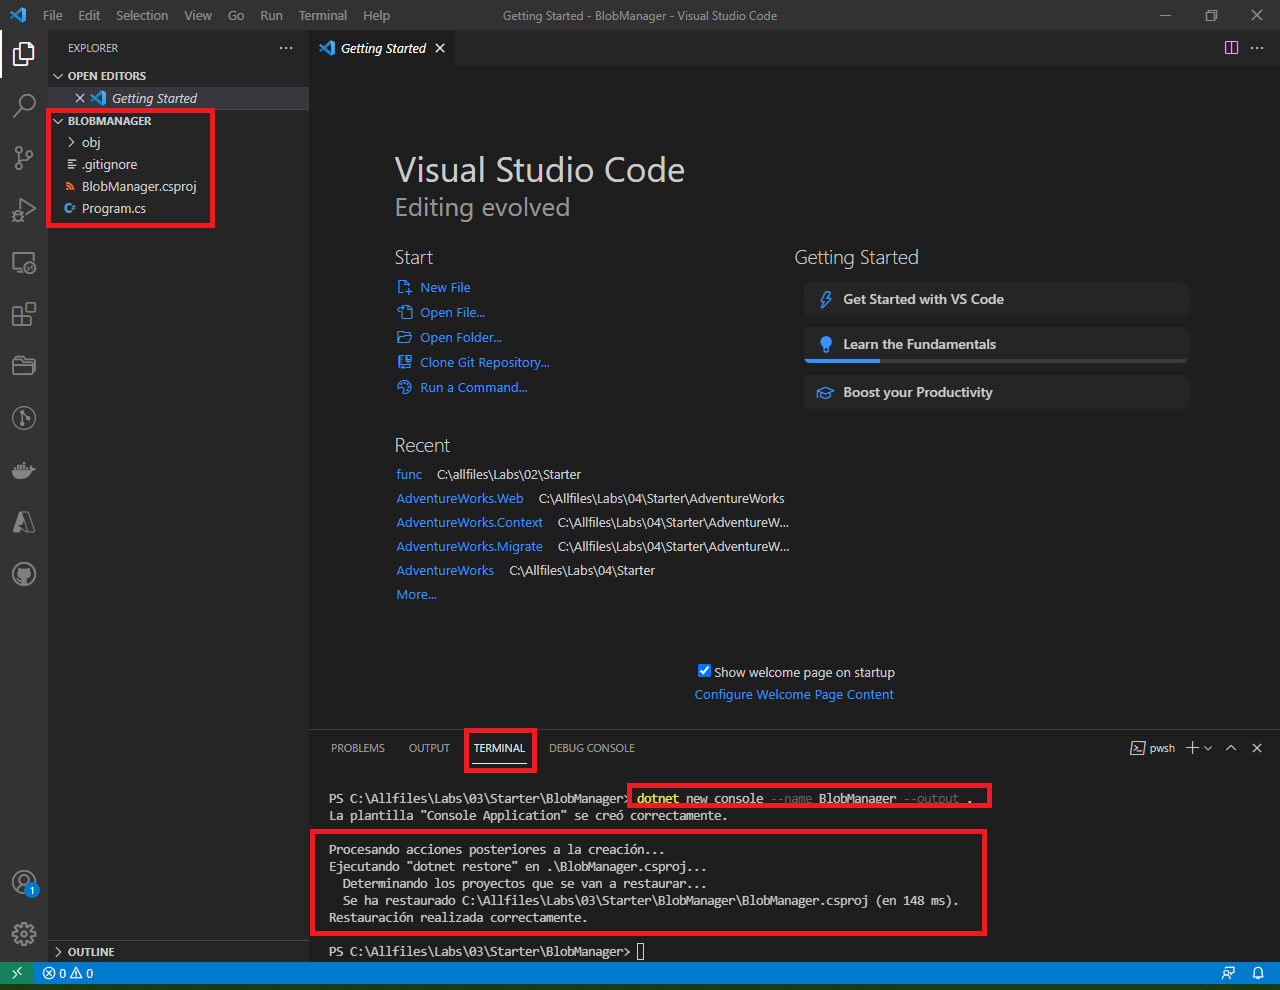 File Edit Selection View Go Run Terminal Help
Getting Started - BlobManager - Visual Studio Code
EXPLORER
Getting Started
OPEN EDITORS
Getting Started
BLOBMANAGER
obj
.gitignore
BlobManager.csproj
Program.cs
OUTLINE
Visual Studio Code
Editing evolved
Start
New File
Open File...
Open Folder...
Clone Git Repository...
Run a Command...
Getting Started
Get Started with VS Code
Learn the Fundamentals
Boost your Productivity
Recent
func C:\allfiles\Labs\02\Starter
AdventureWorks.Web C:\Allfiles\Labs\04\Starter\AdventureWorks
AdventureWorks.Context C:\Allfiles\Labs\04\Starter\AdventureW...
AdventureWorks.Migrate C:\Allfiles\Labs\04\Starter\AdventureW...
AdventureWorks C:\Allfiles\Labs\04\Starter
More...
Show welcome page on startup
Configure Welcome Page Content
PROBLEMS OUTPUT TERMINAL DEBUG CONSOLE
pwsh
PS C:\Allfiles\Labs\03\Starter\BlobManager> dotnet new console --name BlobManager --output .
La plantilla "Console Application" se creó correctamente.
Procesando acciones posteriores a la creación...
Ejecutando "dotnet restore" en .\BlobManager.csproj...
Determinando los proyectos que se van a restaurar...
Se ha restaurado C:\Allfiles\Labs\03\Starter\BlobManager\BlobManager.csproj (en 148 ms).
Restauración realizada correctamente.
PS C:\Allfiles\Labs\03\Starter\BlobManager>
1
0 0